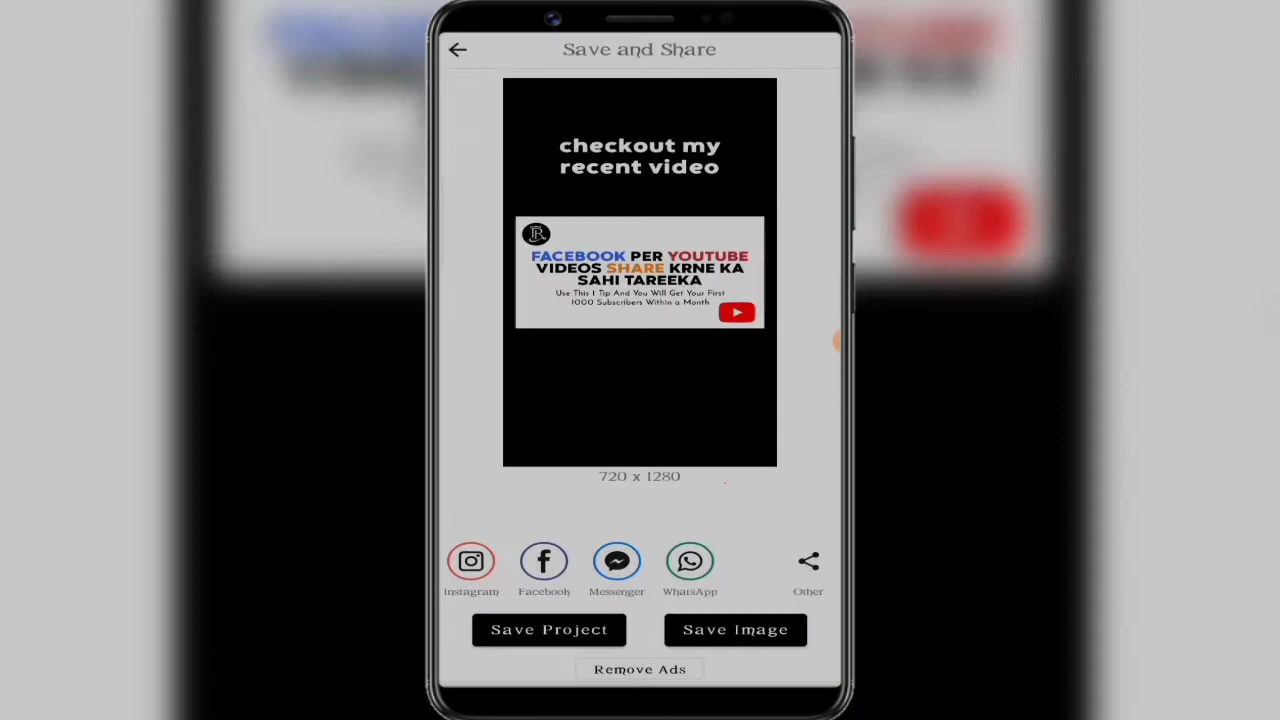 Save and Share
checkout my
recent video
JR
FACEBOOK PER YOUTUBE
VIDEOS SHARE KRNE KA
SAHI TAREEKA
Use This 1 Tip And You Will Get Your First
1000 Subscribers Within a Month
720 x 1280
Instagram
Facebook
Messenger
WhatsApp
Other
Save Project
Save Image
Remove Ads